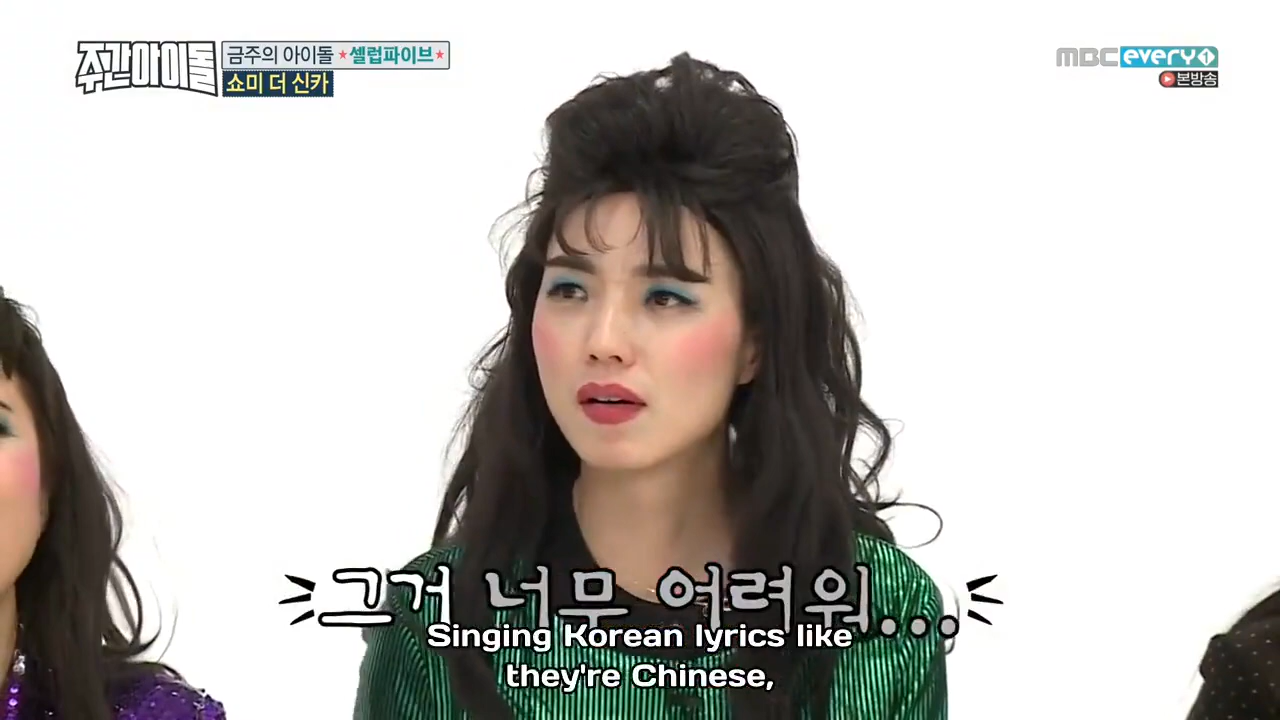 주간아이돌
금주의 아이돌 ★셀럽파이브★
쇼미 더 신카
MBC every1
본방송
그거 너무 어려워...
Singing Korean lyrics like
they're Chinese,